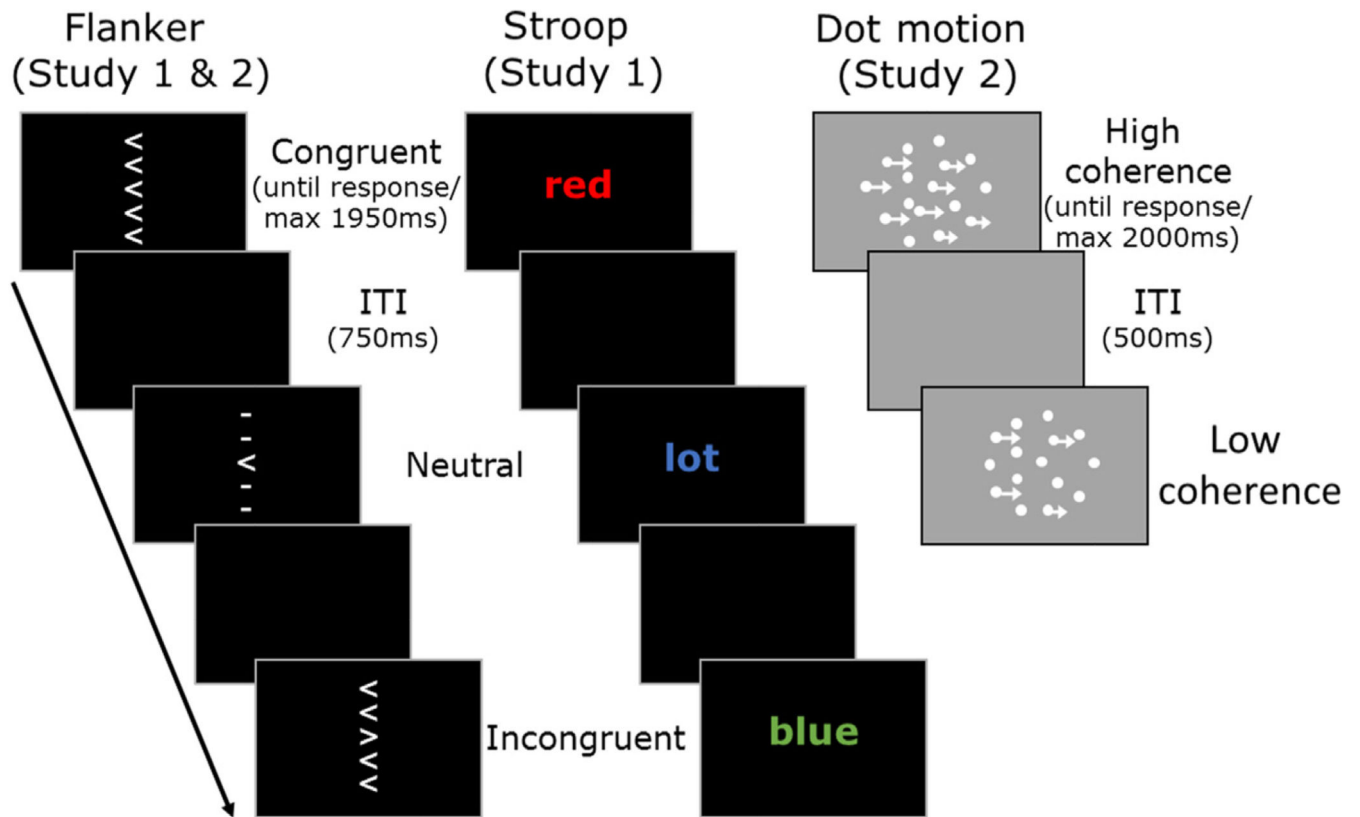 Flanker
(Study 1 & 2)
Stroop
(Study 1)
Dot motion
(Study 2)
<
<
<
<
<
Congruent
(until response/
max 1950ms)
red
High
coherence
(until response/
max 2000ms)
ITI
(750ms)
ITI
(500ms)
-
-
<
-
-
Neutral
lot
Low
coherence
<
<
>
<
<
Incongruent
blue